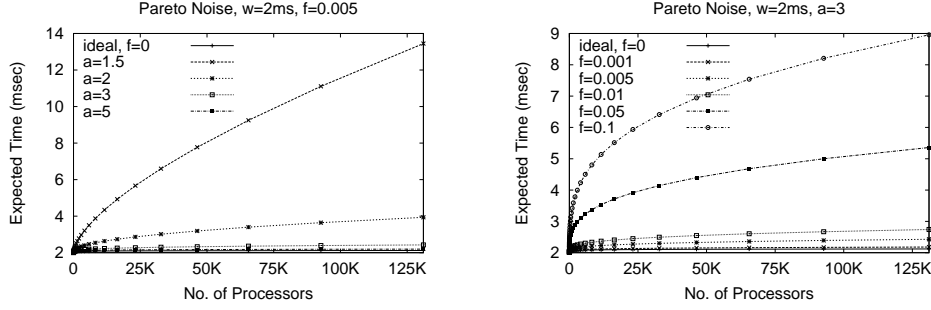 Pareto Noise, w=2ms, f=0.005
14
12
10
8
6
4
2
Expected Time (msec)
ideal, f=0
a=1.5
a=2
a=3
a=5
0 25K 50K 75K 100K 125K
No. of Processors
Pareto Noise, w=2ms, a=3
9
8
7
6
5
4
3
2
Expected Time (msec)
ideal, f=0
f=0.001
f=0.005
f=0.01
f=0.05
f=0.1
0 25K 50K 75K 100K 125K
No. of Processors